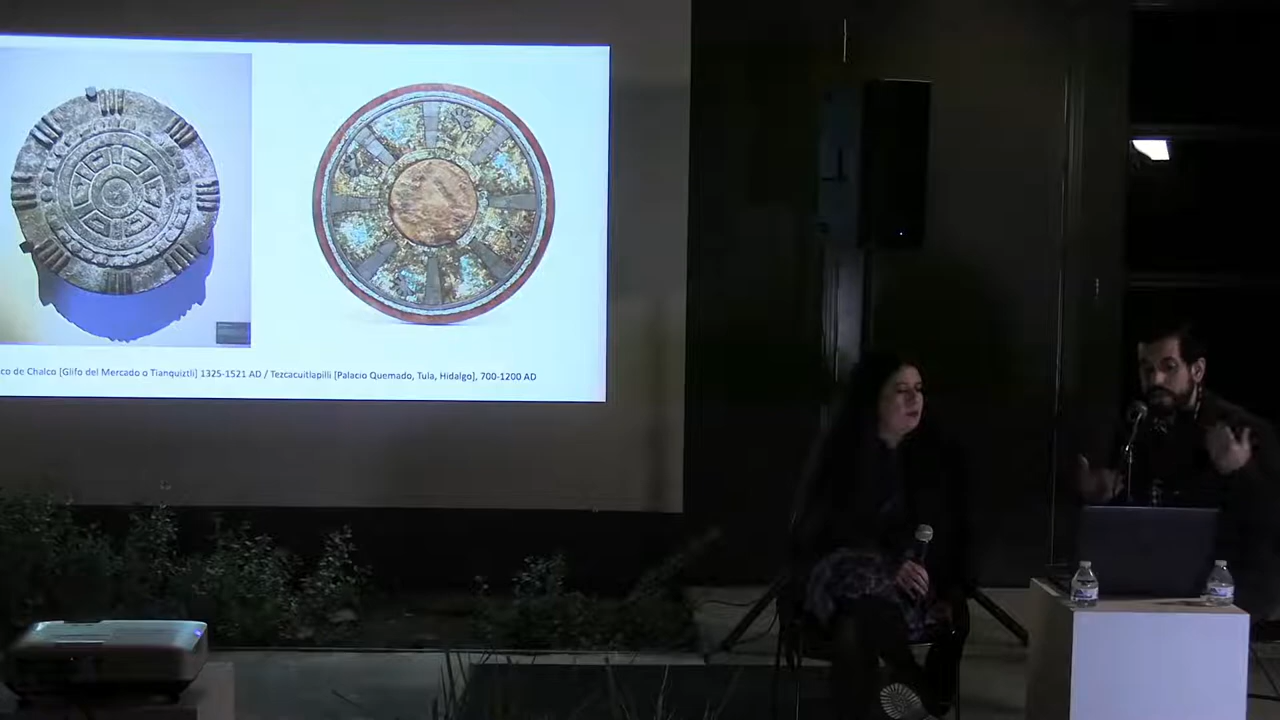 co de Chalco [Glifo del Mercado o Tianquiztli] 1325-1521 AD / Tezcacuitlapilli [Palacio Quemado, Tula, Hidalgo], 700-1200 AD